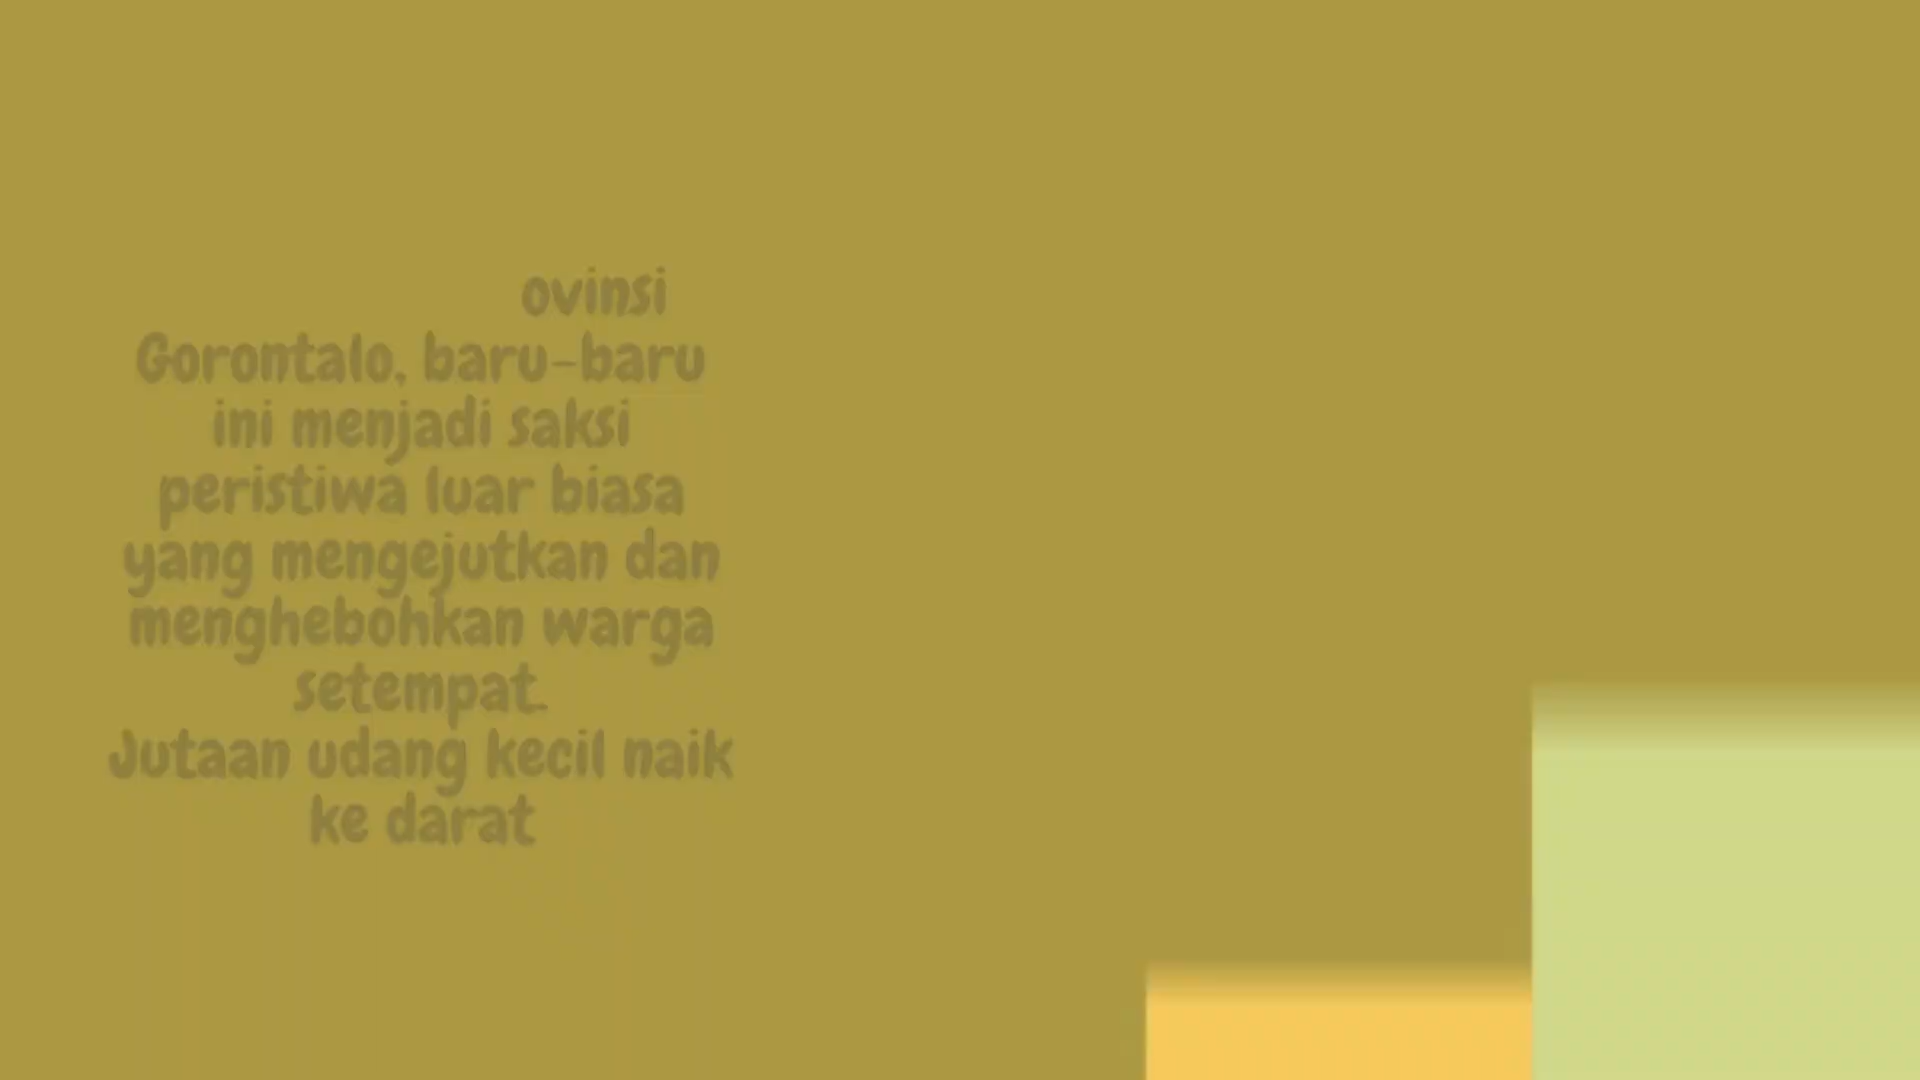 ovinsi
Gorontalo, baru-baru
ini menjadi saksi
peristiwa luar biasa
yang mengejutkan dan
menghebohkan warga
setempat.
Jutaan udang kecil naik
ke darat